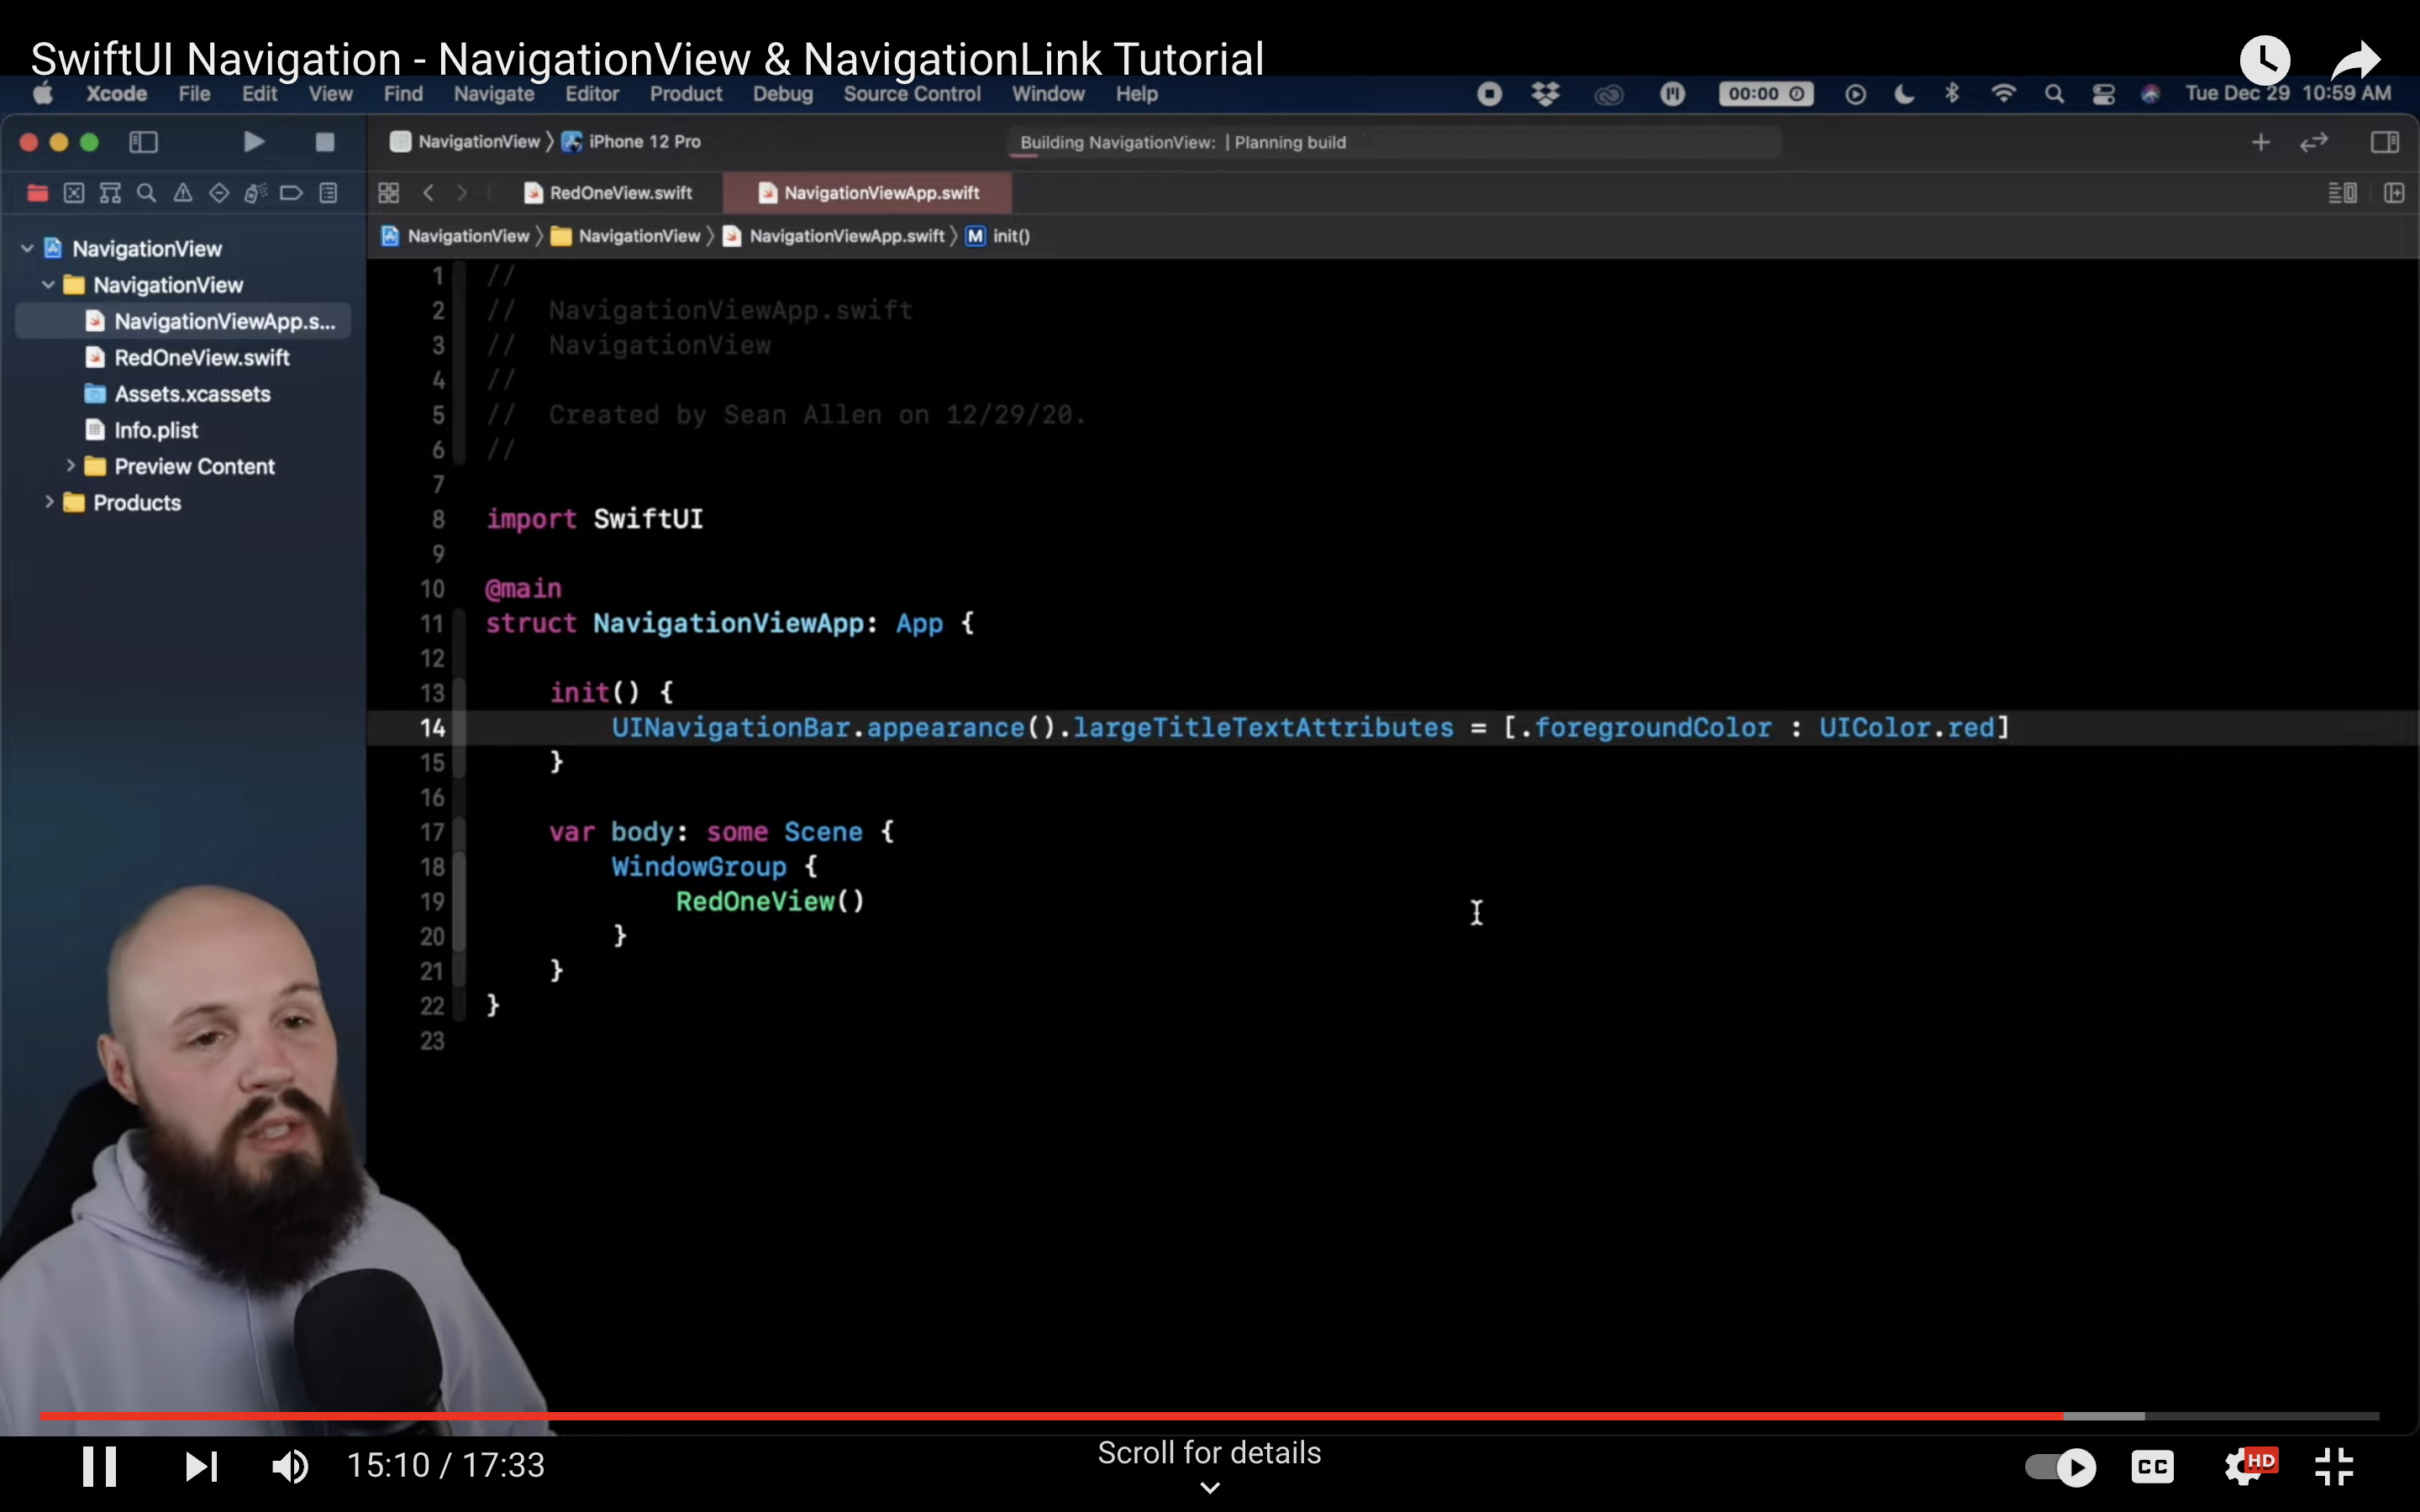 SwiftUI Navigation - NavigationView & NavigationLink Tutorial
Xcode File Edit View Find Navigate Editor Product Debug Source Control Window Help 00:00 Tue Dec 29 10:59 AM
NavigationView 〉 iPhone 12 Pro Building NavigationView: | Planning build
RedOneView.swift NavigationViewApp.swift
NavigationView 〉 NavigationView 〉 NavigationViewApp.swift 〉 M init()
NavigationView
NavigationView
NavigationViewApp.s...
RedOneView.swift
Assets.xcassets
Info.plist
Preview Content
Products
1 //
2 // NavigationViewApp.swift
3 // NavigationView
4 //
5 // Created by Sean Allen on 12/29/20.
6 //
7
8 import SwiftUI
9
10 @main
11 struct NavigationViewApp: App {
12
13 init() {
14 UINavigationBar.appearance().largeTitleTextAttributes = [.foregroundColor : UIColor.red]
15 }
16
17 var body: some Scene {
18 WindowGroup {
19 RedOneView()
20 }
21 }
22 }
23
15:10 / 17:33
Scroll for details
CC
HD